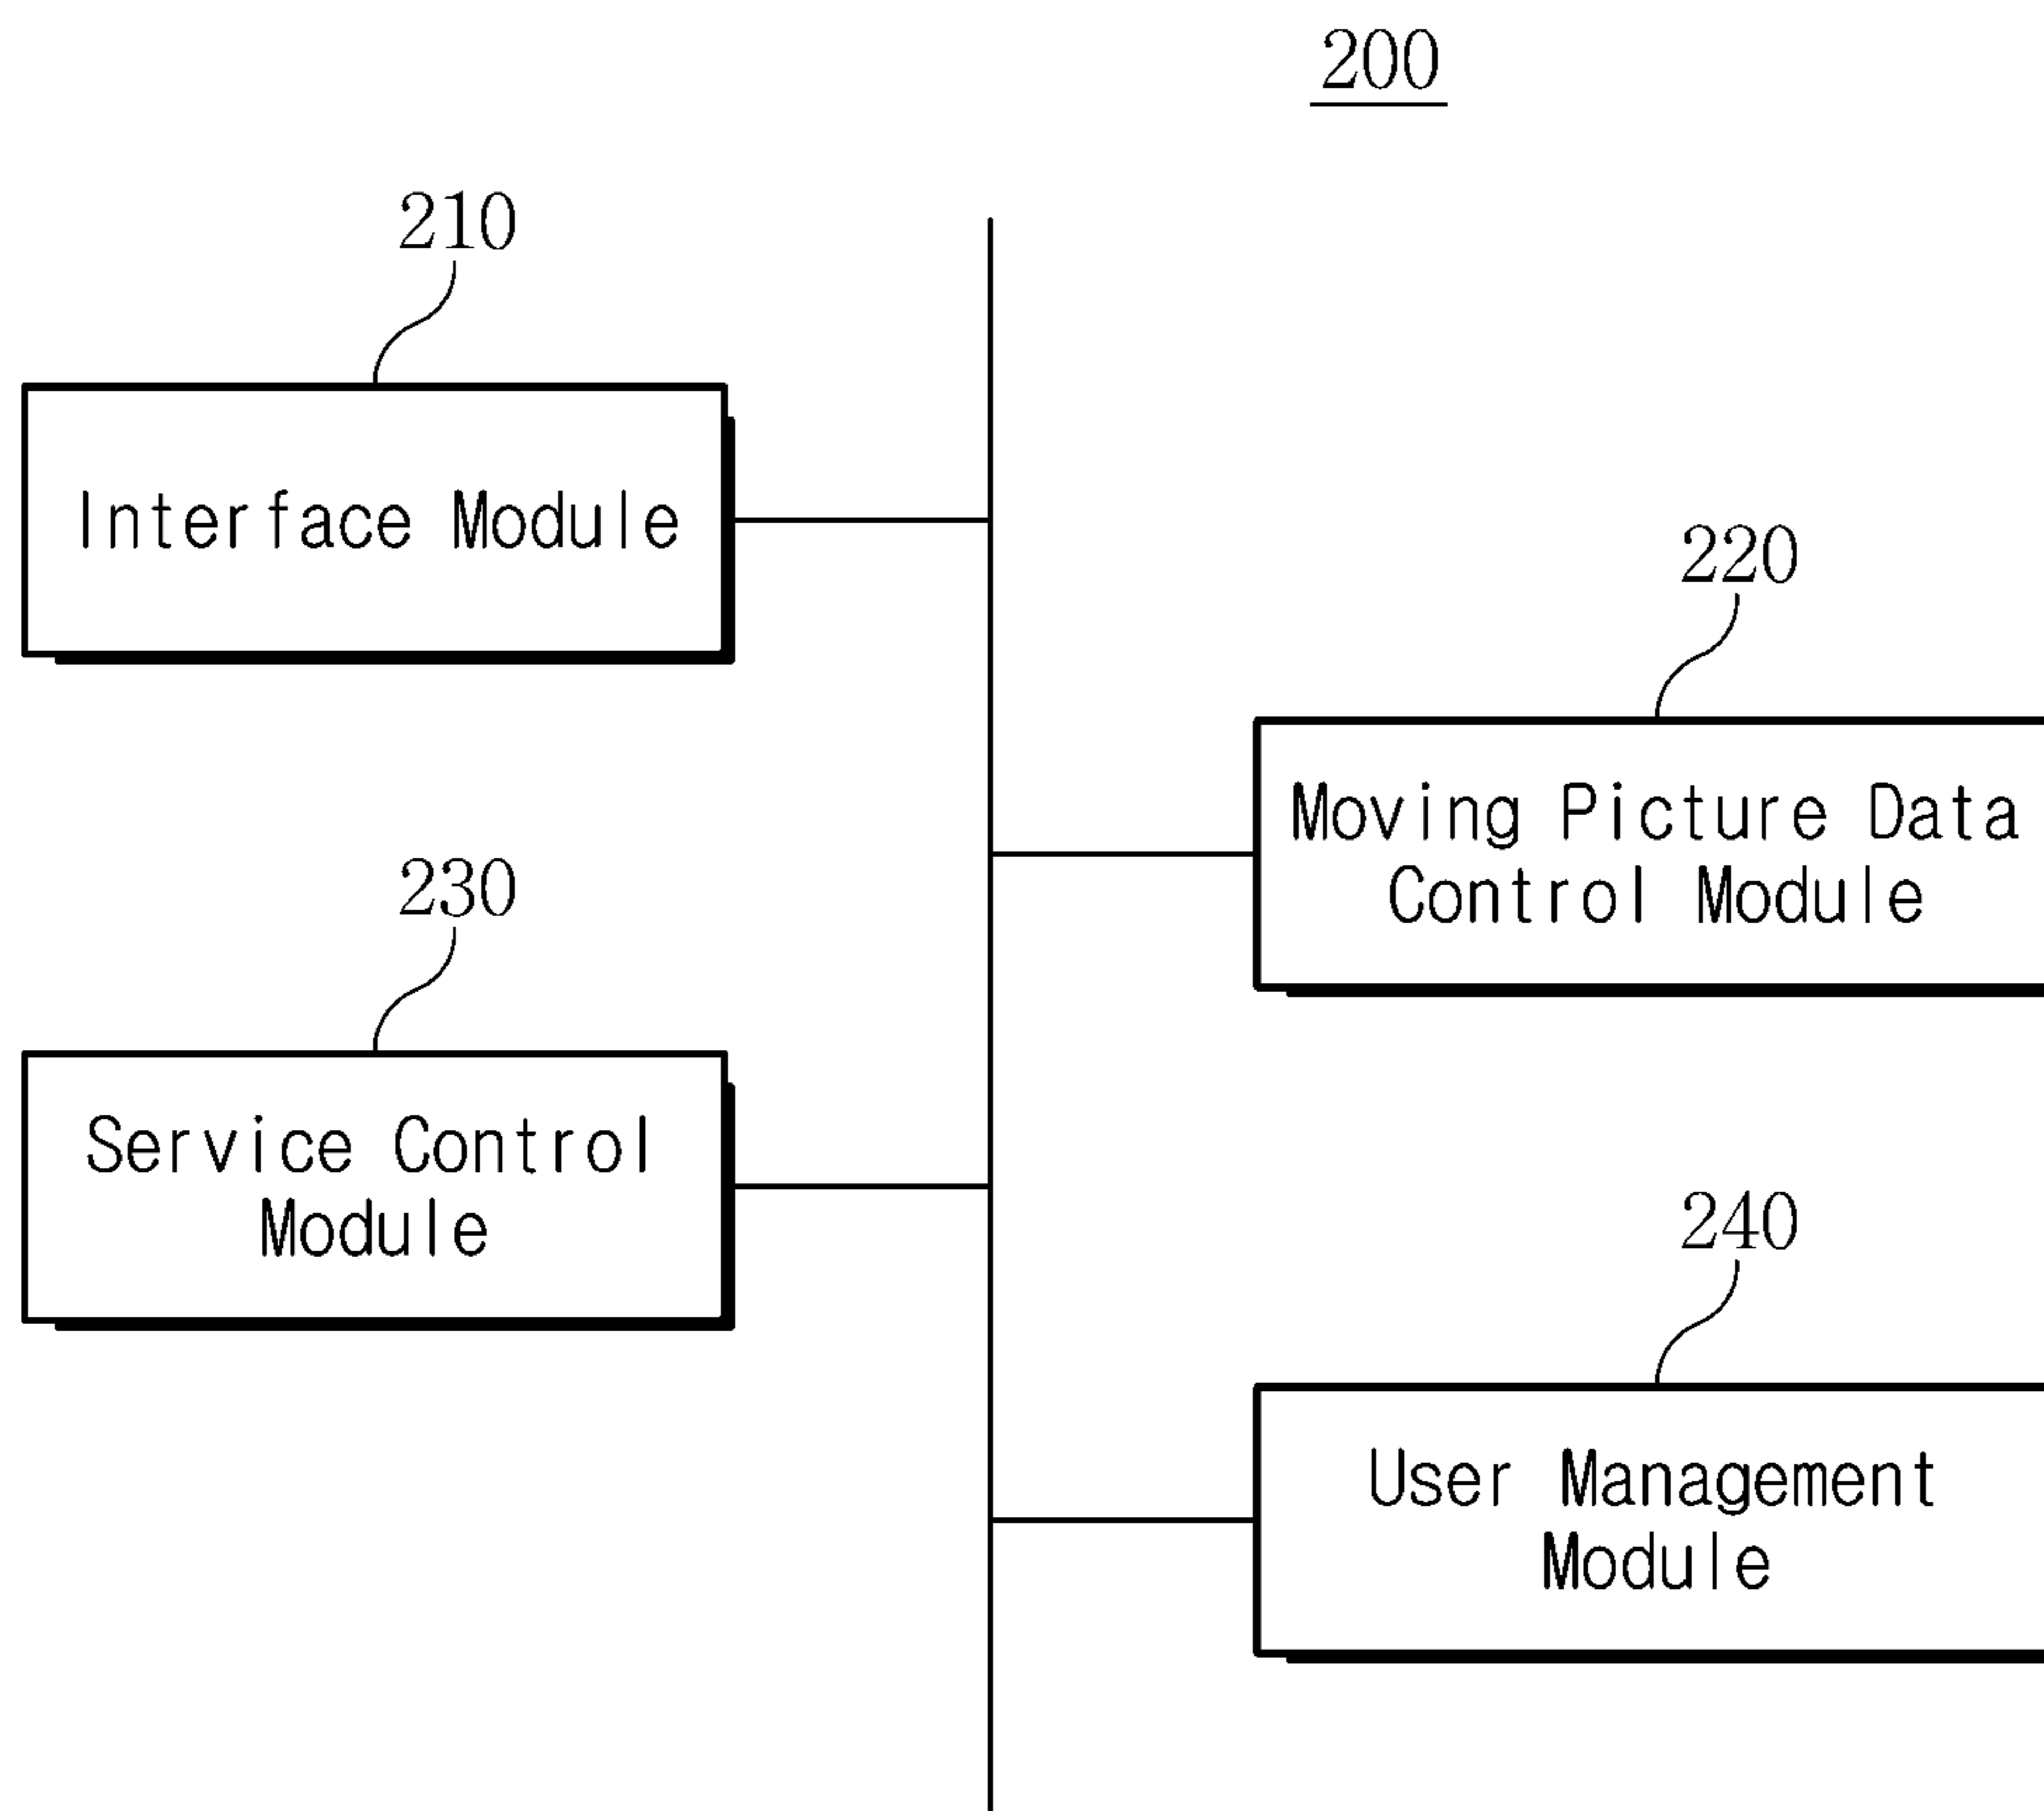 200
210
Interface Module
220
Moving Picture Data
Control Module
230
Service Control
Module
240
User Management
Module